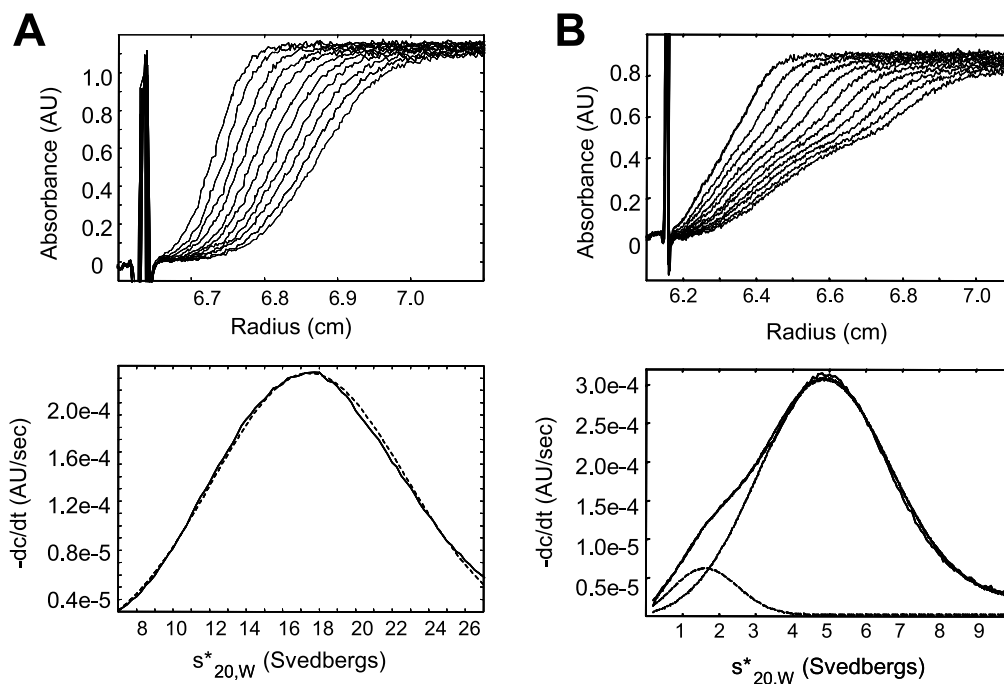 A
B
Absorbance (AU)
1.0
0.8
0.6
0.4
0.2
0
6.7 6.8 6.9 7.0
Radius (cm)
Absorbance (AU)
0.8
0.6
0.4
0.2
0
6.2 6.4 6.6 6.8 7.0
Radius (cm)
-dc/dt (AU/sec)
2.0e-4
1.6e-4
1.2e-4
0.8e-5
0.4e-5
8 10 12 14 16 18 20 22 24 26
s*20,W (Svedbergs)
-dc/dt (AU/sec)
3.0e-4
2.0e-4
2.0e-4
1.0e-5
0.5e-5
1 2 3 4 5 6 7 8 9
s*20,W (Svedbergs)